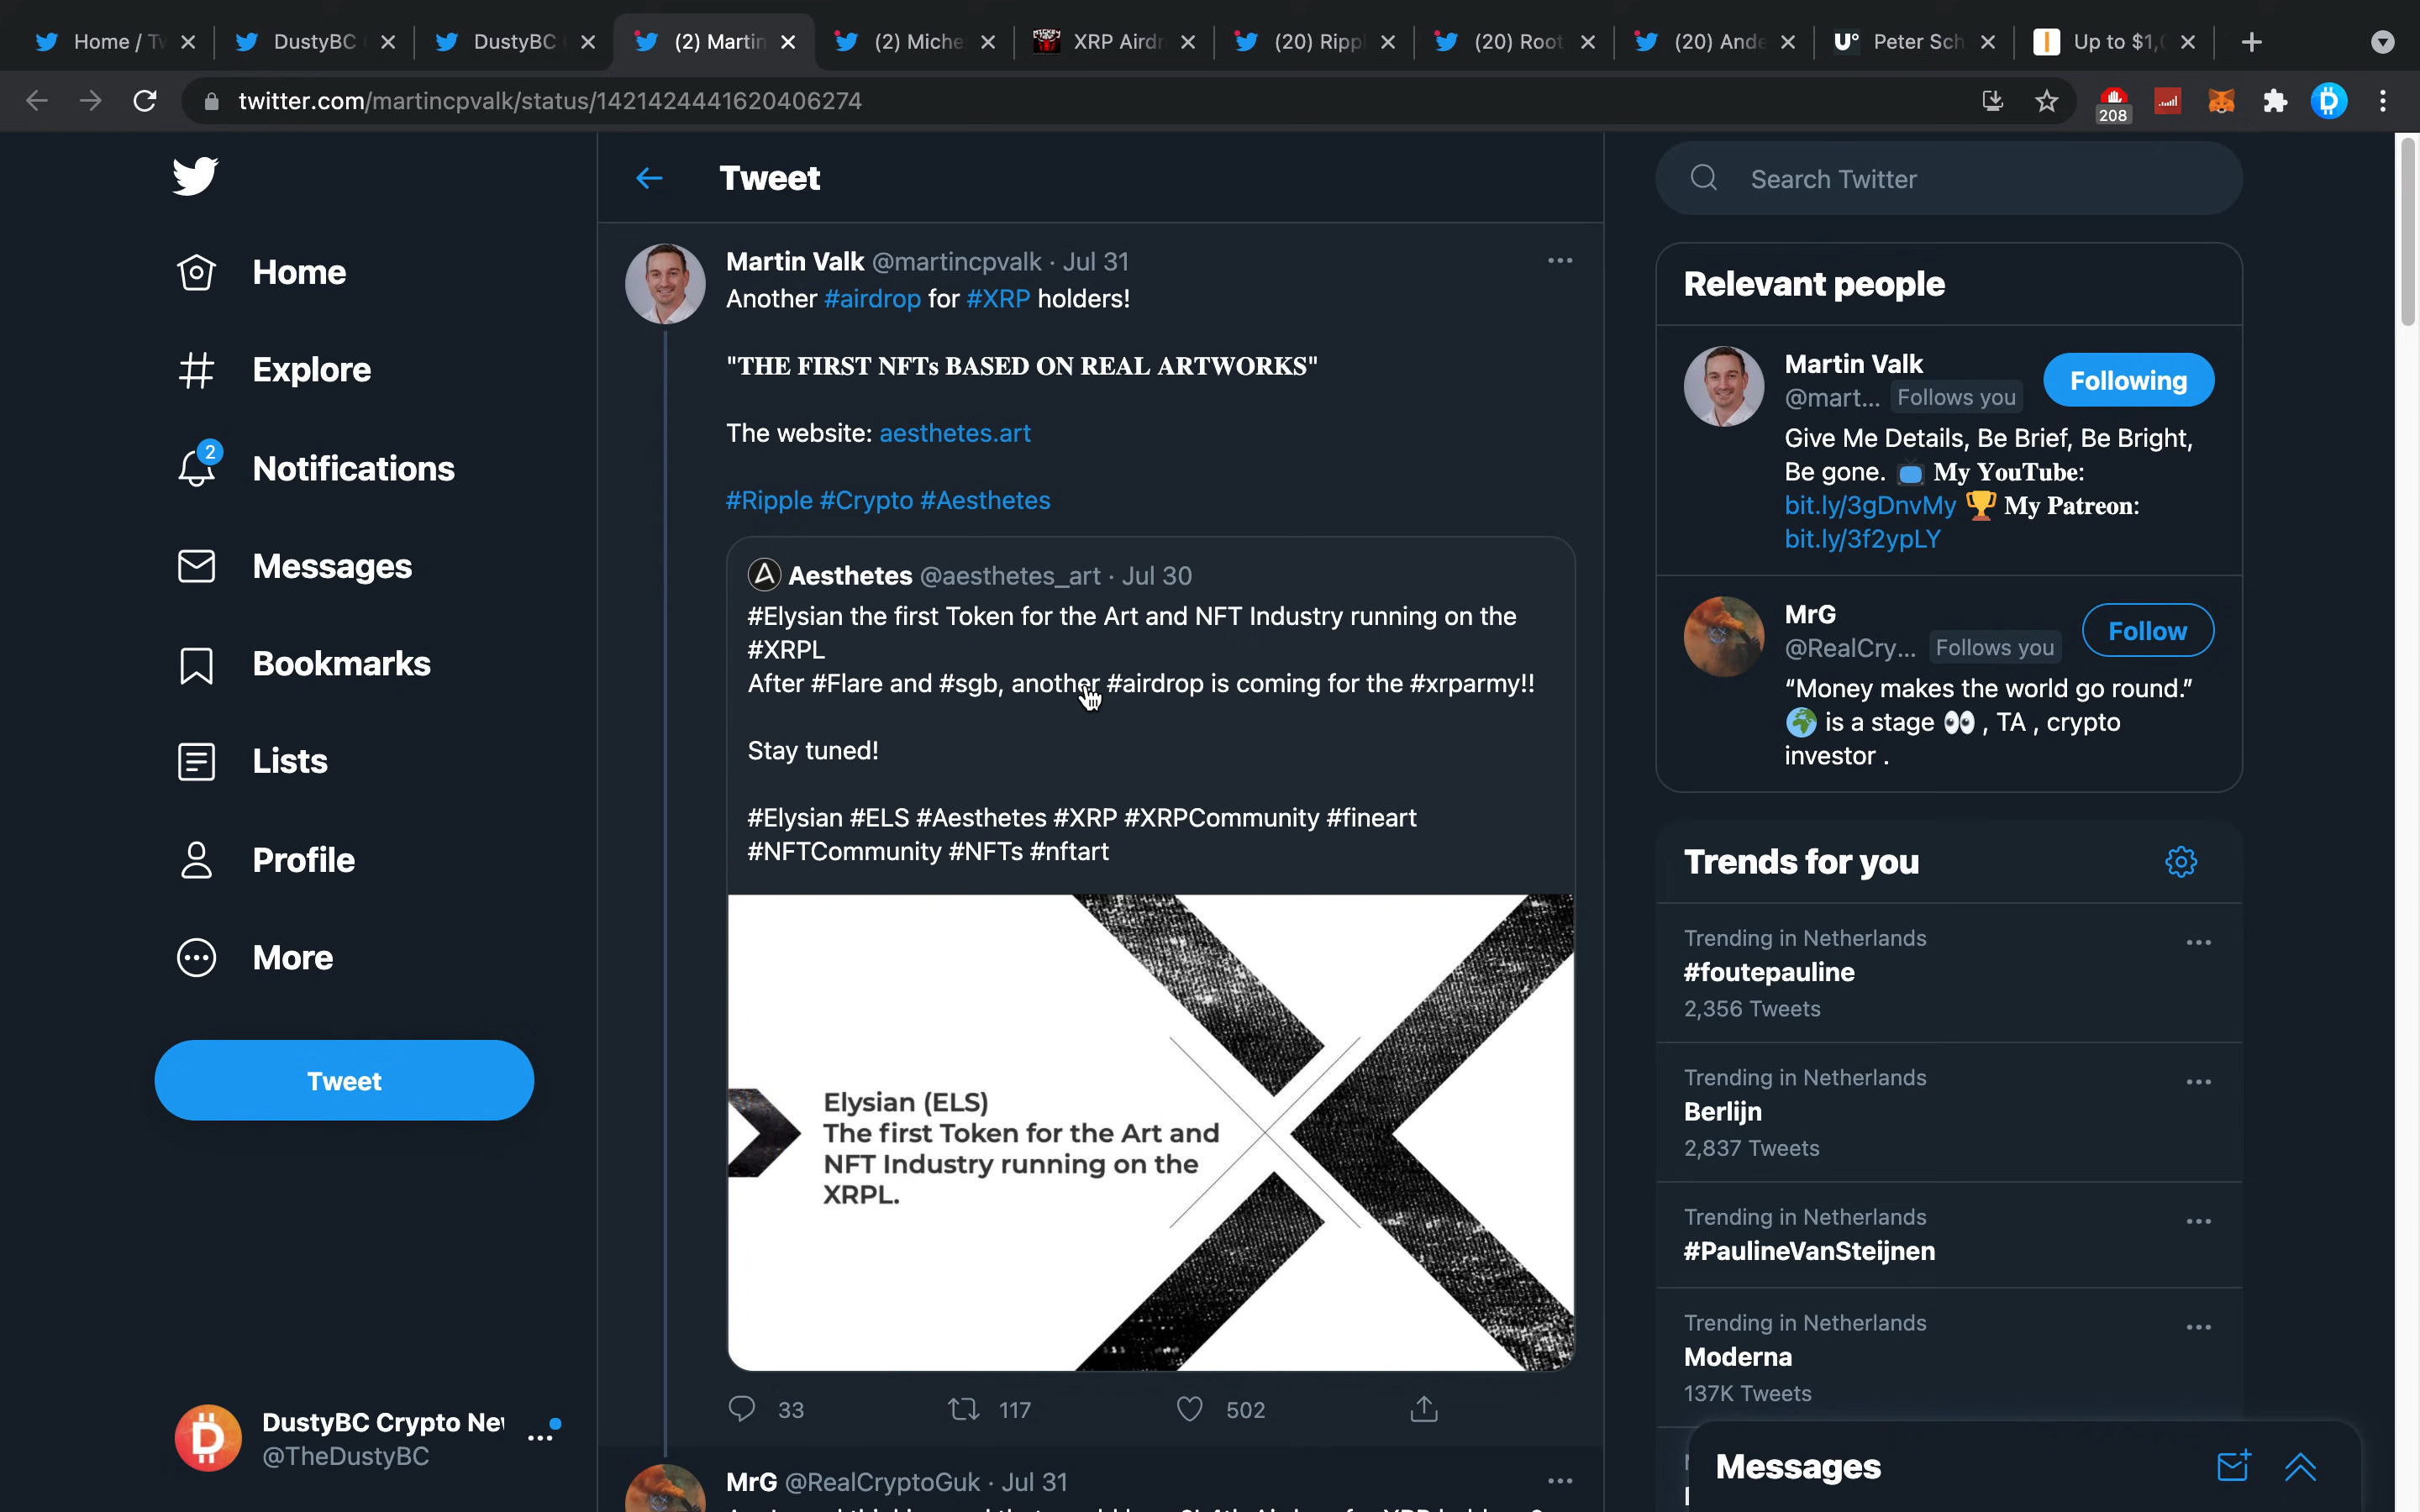 Home / Tw
DustyBC
DustyBC
(2) Martin
(2) Miche
XRP Airdr
(20) Ripp
(20) Root
(20) Ande
U° Peter Sch
Up to $1,
twitter.com/martincpvalk/status/1421424441620406274
208
Home
Explore
2
Notifications
Messages
Bookmarks
Lists
Profile
More
Tweet
DustyBC Crypto Ne
@TheDustyBC
Tweet
Martin Valk @martincpvalk · Jul 31
Another #airdrop for #XRP holders!
"THE FIRST NFTs BASED ON REAL ARTWORKS"
The website: aesthetes.art
#Ripple #Crypto #Aesthetes
Aesthetes @aesthetes_art · Jul 30
#Elysian the first Token for the Art and NFT Industry running on the
#XRPL
After #Flare and #sgb, another #airdrop is coming for the #xrparmy!!
Stay tuned!
#Elysian #ELS #Aesthetes #XRP #XRPCommunity #fineart
#NFTCommunity #NFTs #nftart
Elysian (ELS)
The first Token for the Art and
NFT Industry running on the
XRPL.
33 117 502
MrG @RealCryptoGuk · Jul 31
Search Twitter
Relevant people
Martin Valk
@mart... Follows you
Following
Give Me Details, Be Brief, Be Bright,
Be gone. 📺 My YouTube:
bit.ly/3gDnvMy 🏆 My Patreon:
bit.ly/3f2ypLY
MrG
@RealCry... Follows you
Follow
“Money makes the world go round.”
🌍 is a stage 👀 , TA , crypto
investor .
Trends for you
Trending in Netherlands
#foutepauline
2,356 Tweets
Trending in Netherlands
Berlijn
2,837 Tweets
Trending in Netherlands
#PaulineVanSteijnen
Trending in Netherlands
Moderna
137K Tweets
Messages